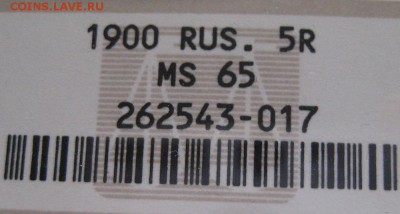 COINS.LAVE.RU
1900 RUS. 5R
MS 65
262543-017